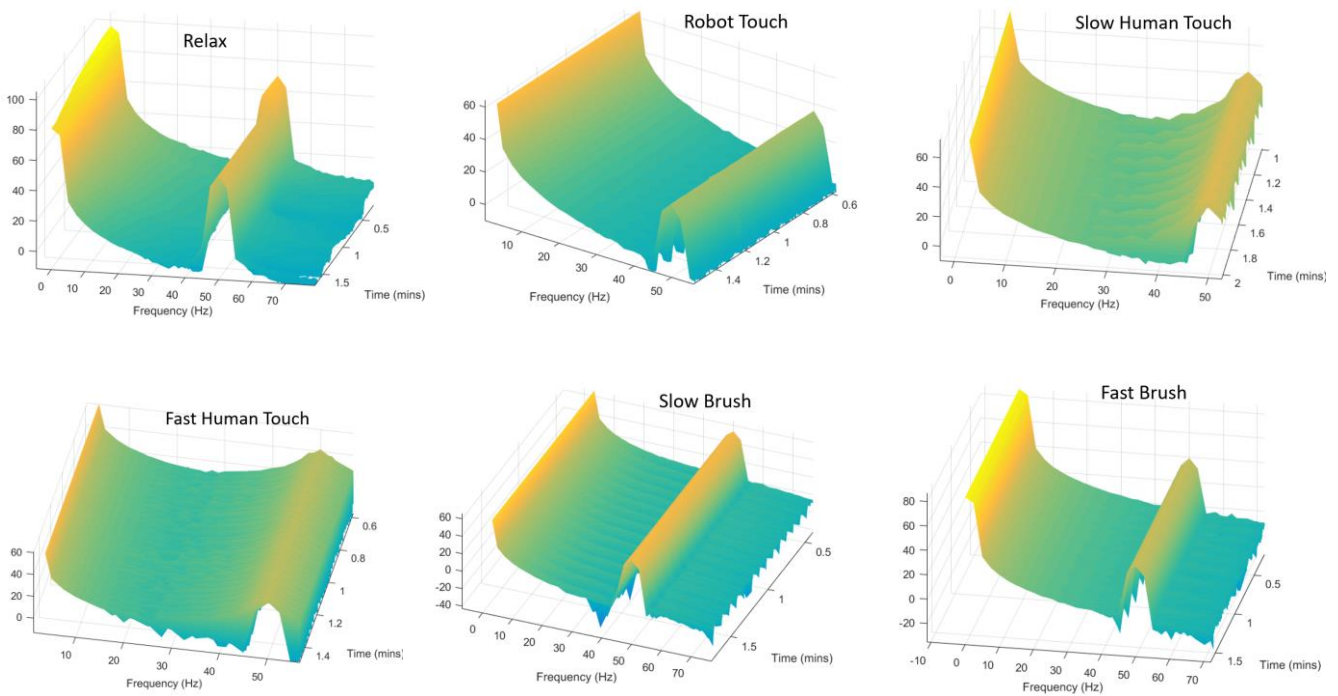 Relax
100
80
60
40
20
0
0 10 20 30 40 50 60 70
Frequency (Hz)
0.5
1
1.5
Time (mins)
Robot Touch
60
40
20
0
10 20 30 40 50
Frequency (Hz)
0.6
0.8
1
1.2
1.4
Time (mins)
Slow Human Touch
60
40
20
0
0 10 20 30 40 50
Frequency (Hz)
1
1.2
1.4
1.6
1.8
2
Time (mins)
Fast Human Touch
60
40
20
0
10 20 30 40 50
Frequency (Hz)
0.6
0.8
1
1.2
1.4
Time (mins)
Slow Brush
60
40
20
0
-20
-40
0 10 20 30 40 50 60 70
Frequency (Hz)
0.5
1
1.5
Time (mins)
Fast Brush
80
60
40
20
0
-20
-10 0 10 20 30 40 50 60 70
Frequency (Hz)
0.5
1
1.5
Time (mins)